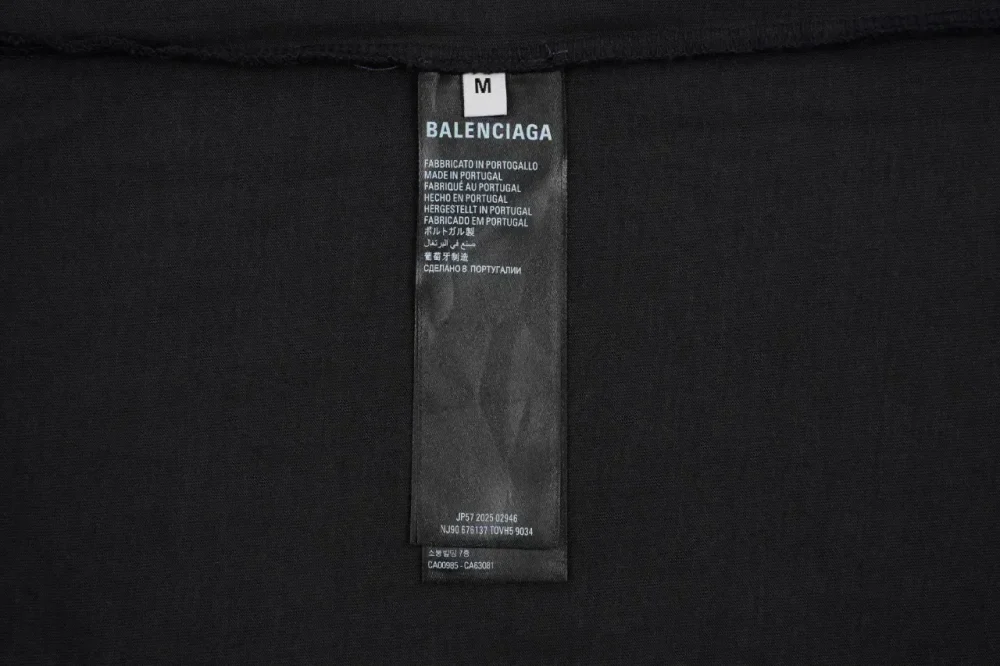 M
BALENCIAGA
FABBRICATO IN PORTOGALLO
MADE IN PORTUGAL
FABRIQUÉ AU PORTUGAL
HECHO EN PORTUGAL
HERGESTELLT IN PORTUGAL
FABRICADO EM PORTUGAL
ポルトガル製
صنع في البرتغال
葡萄牙制造
СДЕЛАНО В ПОРТУГАЛИИ
JP57 2025 02946
NJ90 676137 TOVH5 9034
CA00985 - CA63081